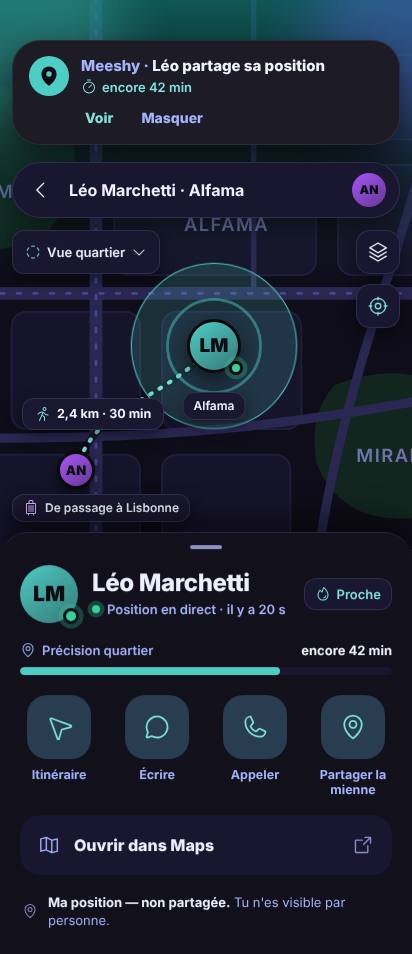 Meeshy · Léo partage sa position
encore 42 min
Voir Masquer
Léo Marchetti · Alfama
AN
ALFAMA
Vue quartier
LM
Alfama
2,4 km · 30 min
AN
De passage à Lisbonne
LM
Léo Marchetti
Position en direct · il y a 20 s
Proche
Précision quartier
encore 42 min
Itinéraire
Écrire
Appeler
Partager la
mienne
Ouvrir dans Maps
Ma position — non partagée. Tu n'es visible par
personne.